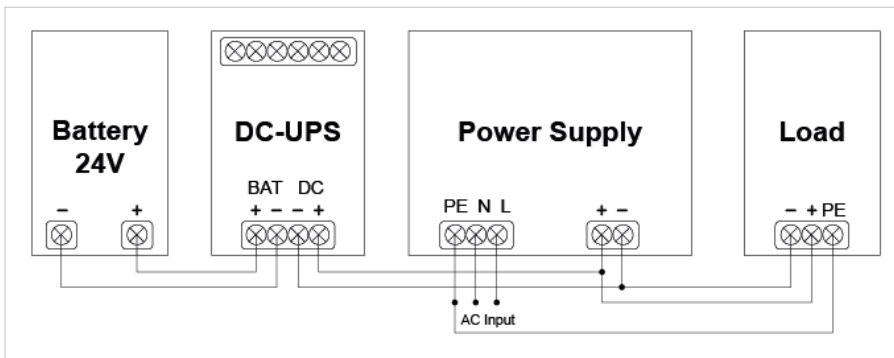 Battery
24V
- +
DC-UPS
BAT DC
+ - - +
Power Supply
PE N L
+ -
AC Input
Load
- + PE